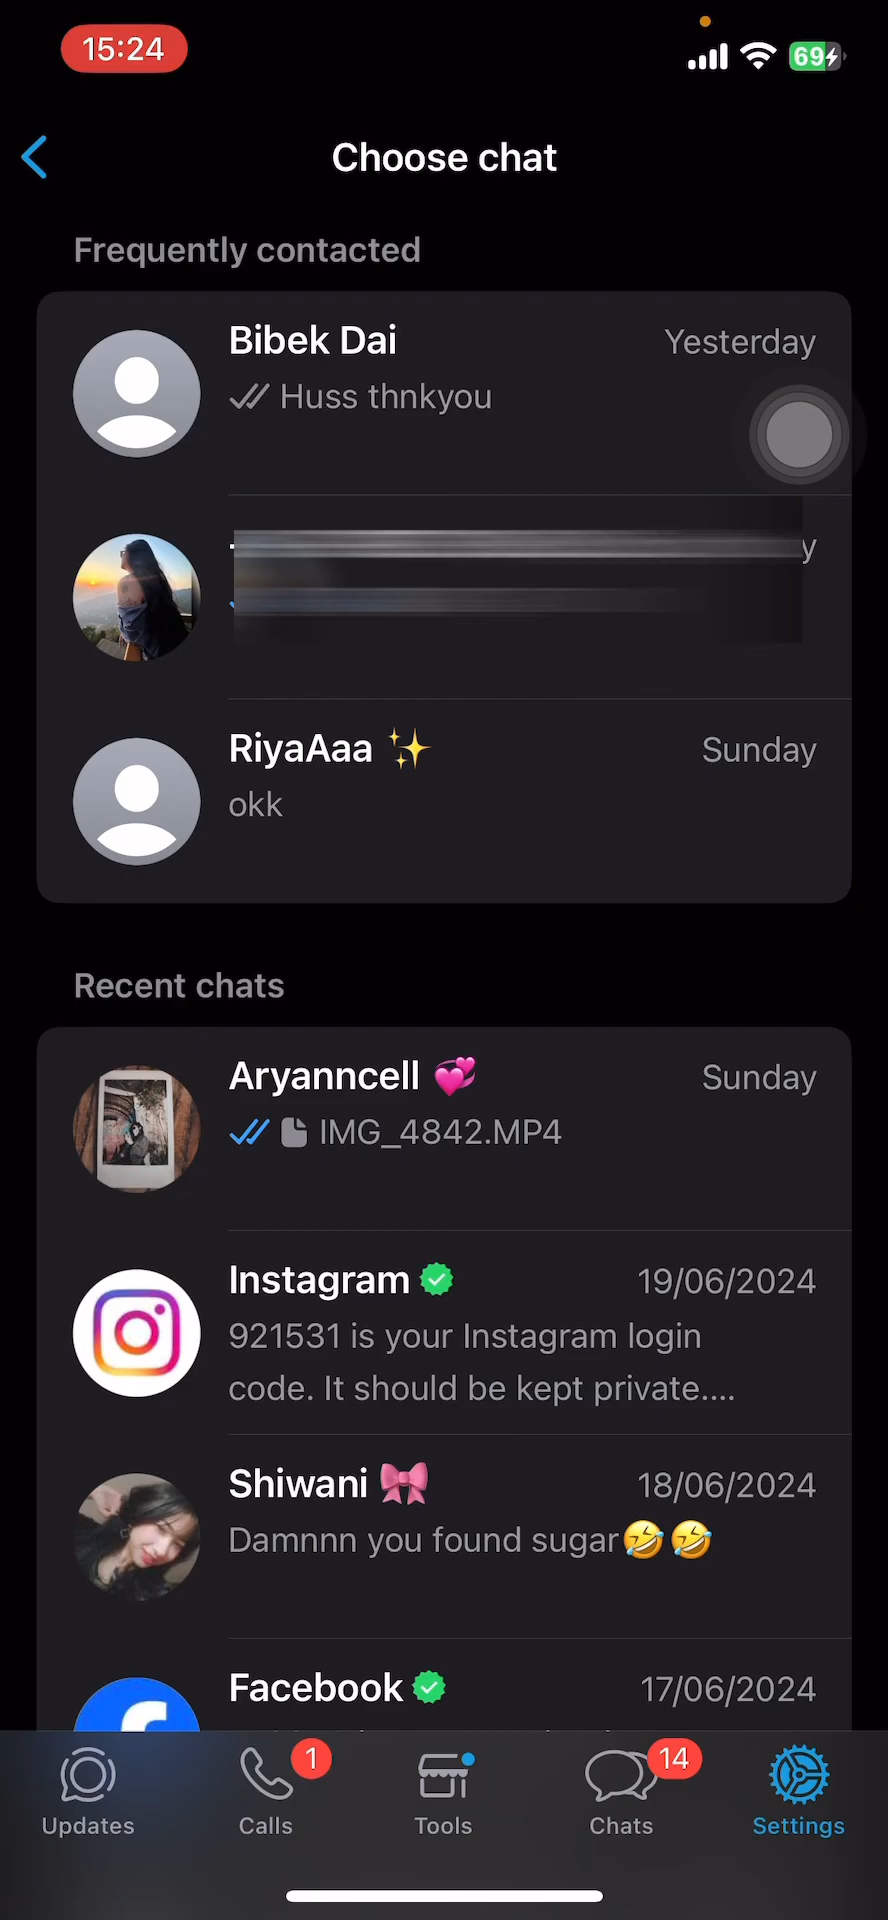 15:24
69
Choose chat
Frequently contacted
Bibek Dai
Yesterday
Huss thnkyou
y
RiyaAaa ✨
Sunday
okk
Recent chats
Aryanncell 💞
Sunday
IMG_4842.MP4
Instagram
19/06/2024
921531 is your Instagram login
code. It should be kept private....
Shiwani 🎀
18/06/2024
Damnnn you found sugar🤣🤣
Facebook
17/06/2024
1
14
Updates
Calls
Tools
Chats
Settings